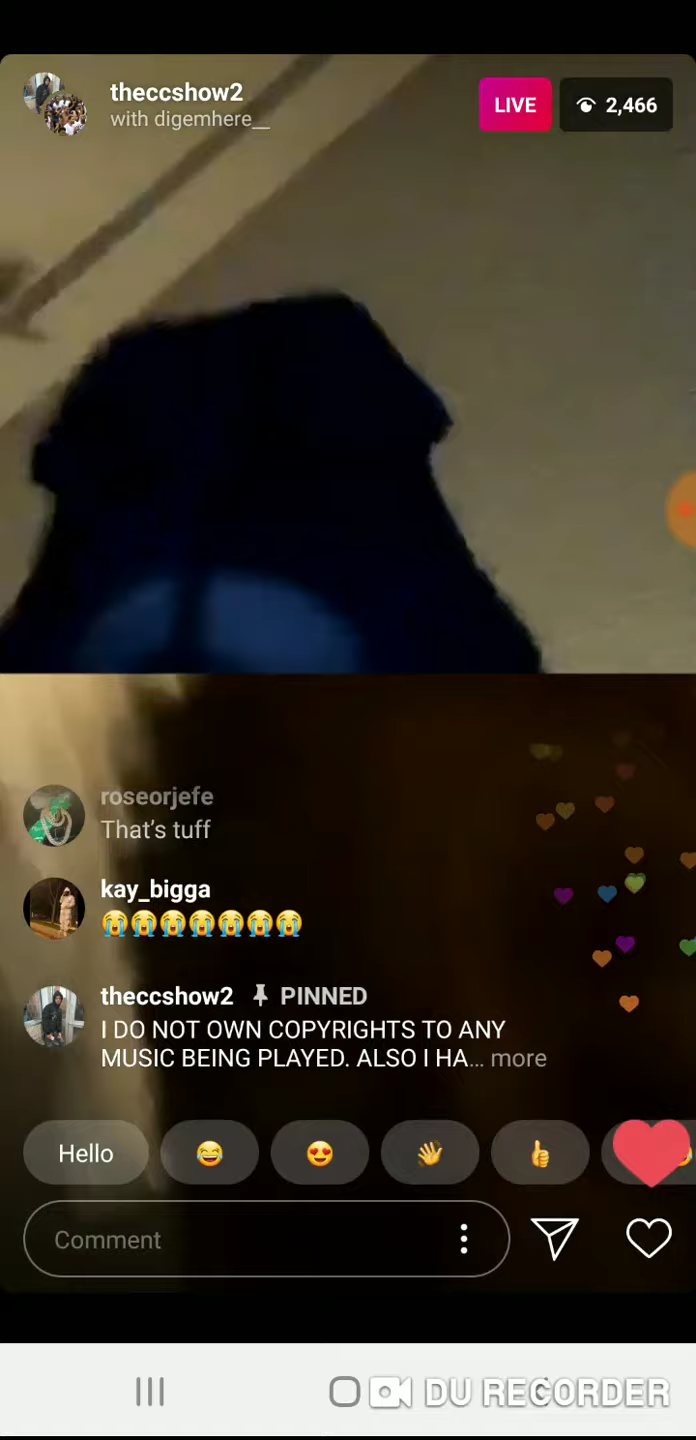 theccshow2
with digemhere__
LIVE
2,466
roseorjefe
That's tuff
kay_bigga
😭😭😭😭😭😭😭
theccshow2 PINNED
I DO NOT OWN COPYRIGHTS TO ANY
MUSIC BEING PLAYED. ALSO I HA... more
Hello
Comment
DU RECORDER